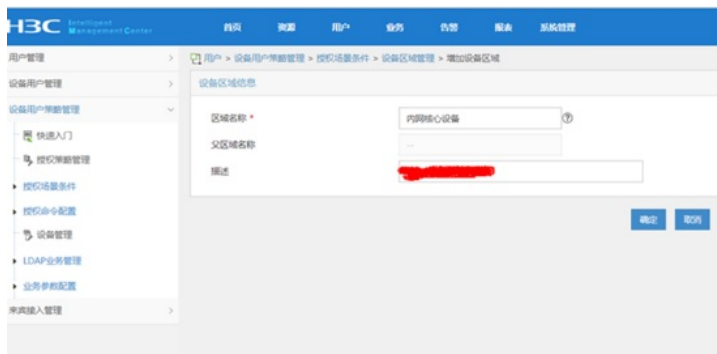 H3C Intelligent Management Center
首页 资源 用户 业务 告警 报表 系统管理
用户管理
设备用户管理
设备用户策略管理
快速入门
授权策略管理
授权场景条件
授权命令配置
设备管理
LDAP业务管理
业务参数配置
来宾接入管理
用户 > 设备用户策略管理 > 授权场景条件 > 设备区域管理 > 增加设备区域
设备区域信息
区域名称 * 内网核心设备
父区域名称 --
描述
确定 取消